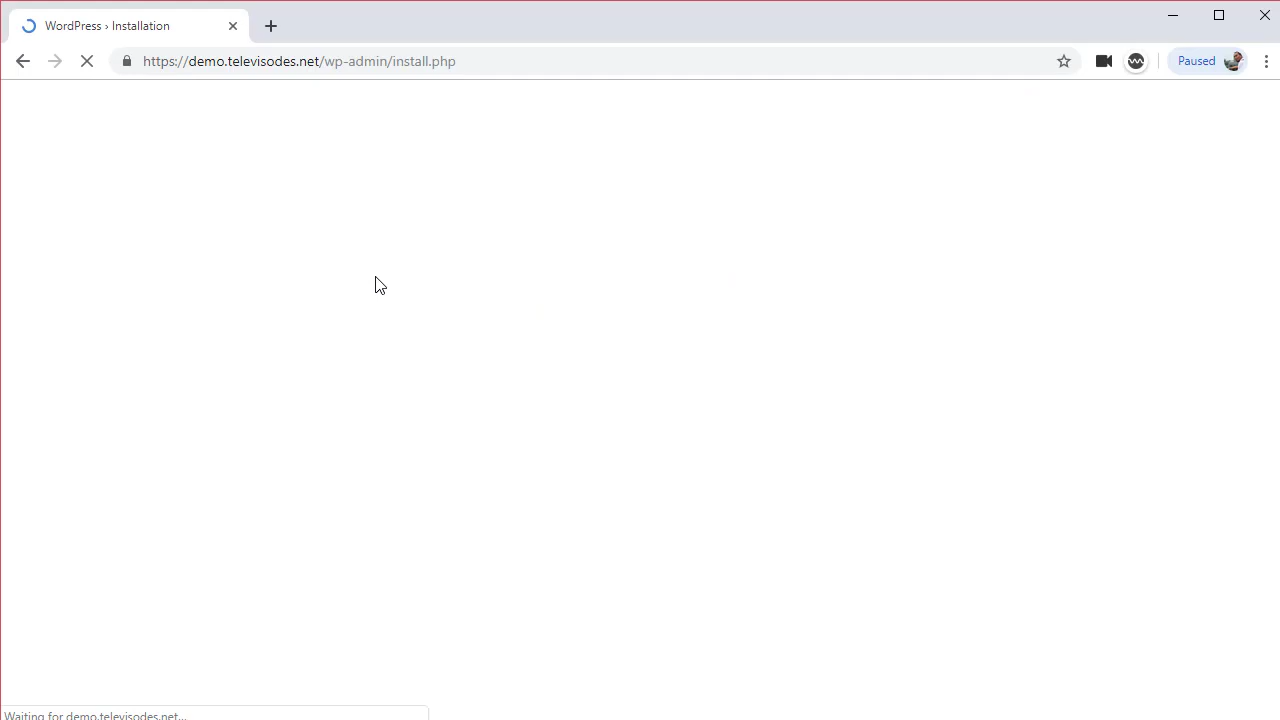 WordPress › Installation
https://demo.televisodes.net/wp-admin/install.php
Paused
Waiting for demo.televisodes.net...